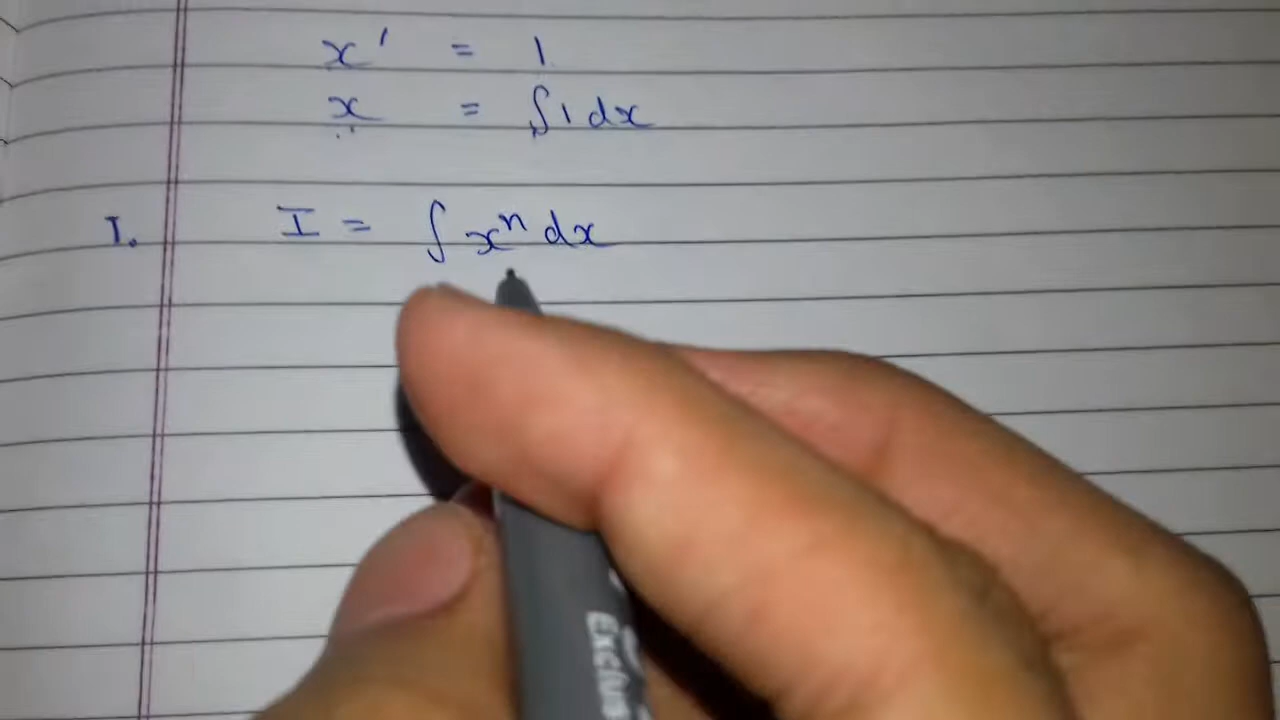 x' = 1
x = ∫1 dx
I. I = ∫xⁿ dx